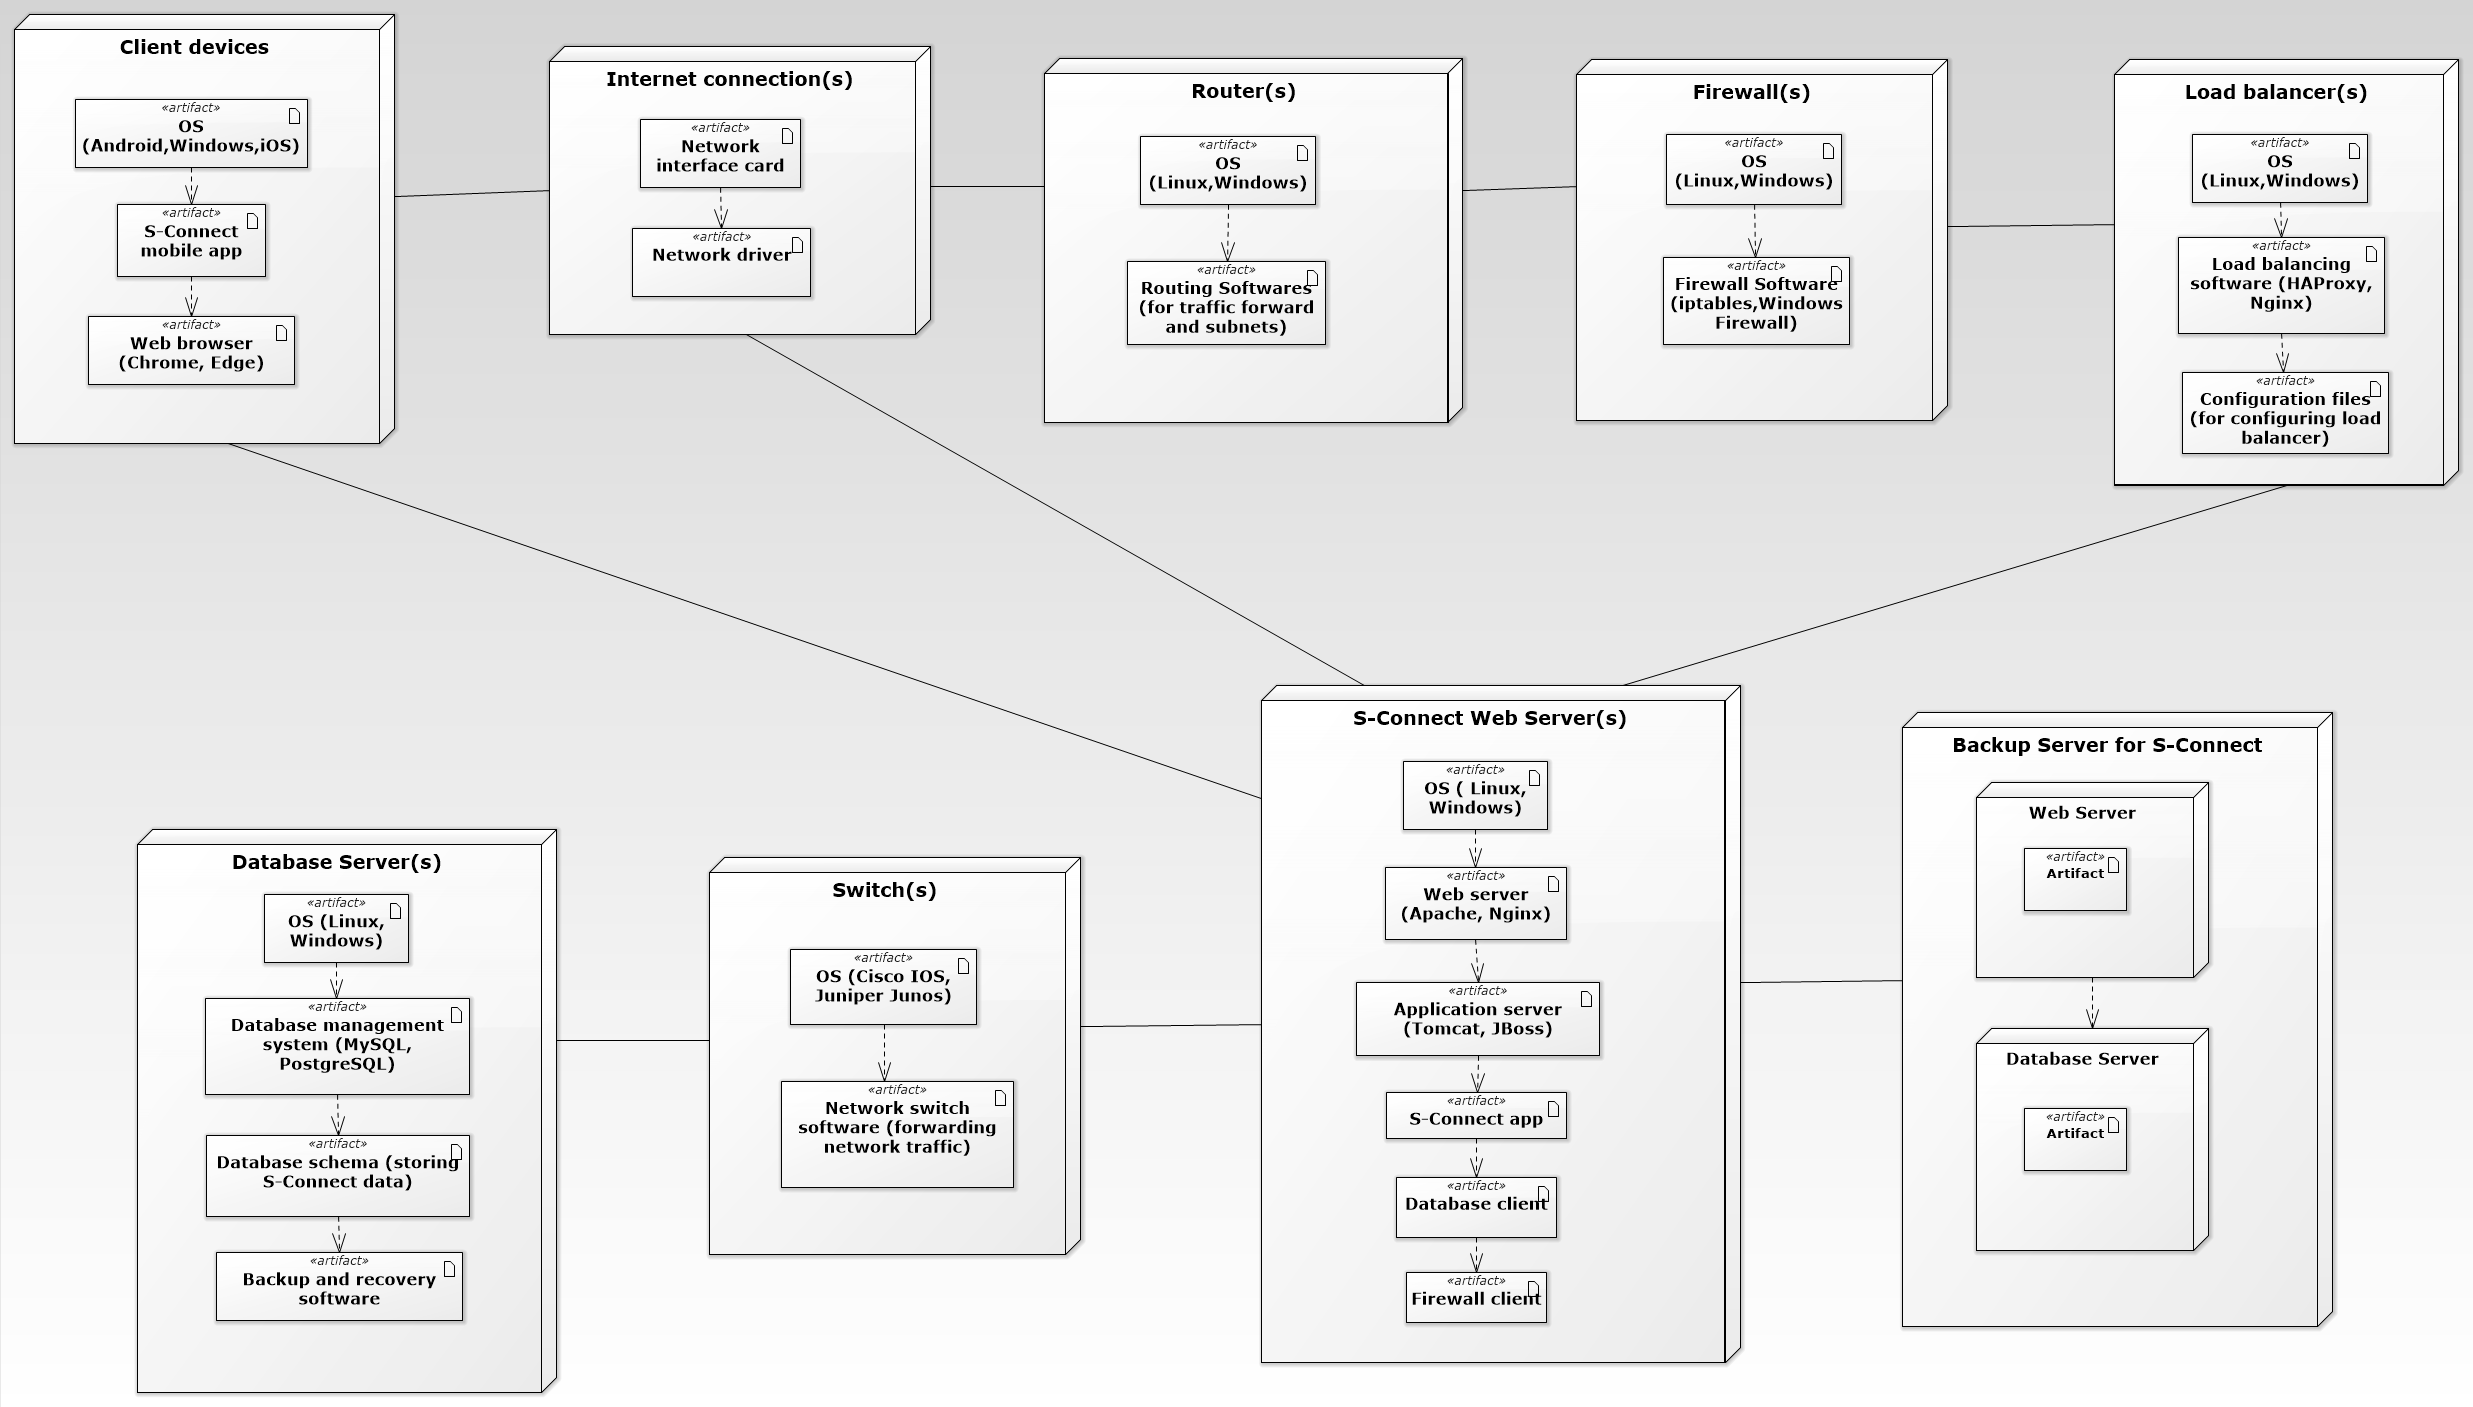 Client devices
«artifact»
OS
(Android,Windows,iOS)
«artifact»
S-Connect
mobile app
«artifact»
Web browser
(Chrome, Edge)
Internet connection(s)
«artifact»
Network
interface card
«artifact»
Network driver
Router(s)
«artifact»
OS
(Linux,Windows)
«artifact»
Routing Softwares
(for traffic forward
and subnets)
Firewall(s)
«artifact»
OS
(Linux,Windows)
«artifact»
Firewall Software
(iptables,Windows
Firewall)
Load balancer(s)
«artifact»
OS
(Linux,Windows)
«artifact»
Load balancing
software (HAProxy,
Nginx)
«artifact»
Configuration files
(for configuring load
balancer)
Database Server(s)
«artifact»
OS (Linux,
Windows)
«artifact»
Database management
system (MySQL,
PostgreSQL)
«artifact»
Database schema (storing
S-Connect data)
«artifact»
Backup and recovery
software
Switch(s)
«artifact»
OS (Cisco IOS,
Juniper Junos)
«artifact»
Network switch
software (forwarding
network traffic)
S-Connect Web Server(s)
«artifact»
OS ( Linux,
Windows)
«artifact»
Web server
(Apache, Nginx)
«artifact»
Application server
(Tomcat, JBoss)
«artifact»
S-Connect app
«artifact»
Database client
«artifact»
Firewall client
Backup Server for S-Connect
Web Server
«artifact»
Artifact
Database Server
«artifact»
Artifact